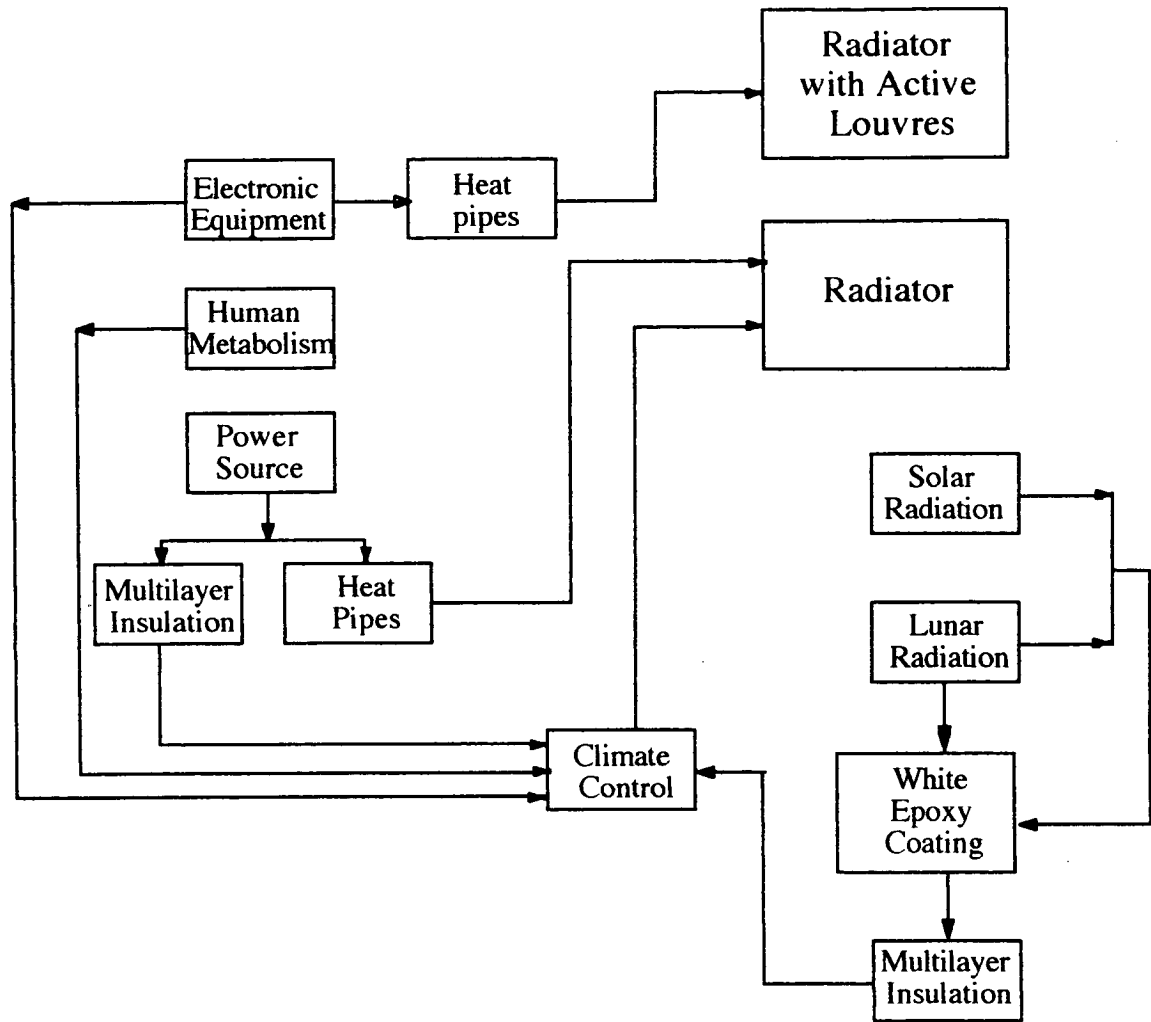 Radiator
with Active
Louvres
Electronic
Equipment
Heat
pipes
Radiator
Human
Metabolism
Power
Source
Solar
Radiation
Multilayer
Insulation
Heat
Pipes
Lunar
Radiation
Climate
Control
White
Epoxy
Coating
Multilayer
Insulation